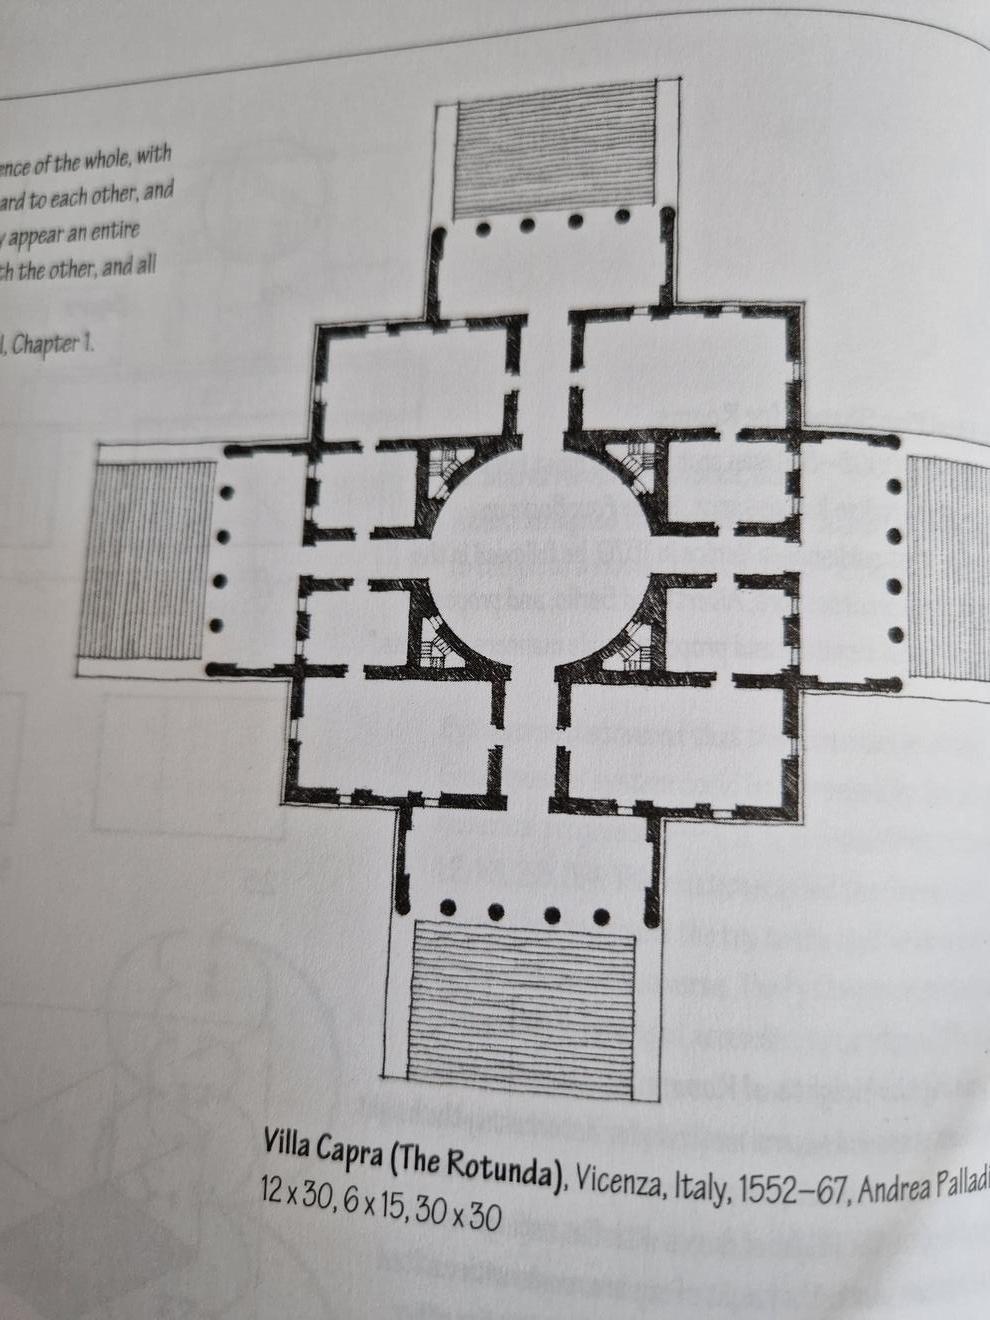 ence of the whole, with
ard to each other, and
y appear an entire
th the other, and all
I, Chapter 1.
Villa Capra (The Rotunda), Vicenza, Italy, 1552–67, Andrea Palladi
12 x 30, 6 x 15, 30 x 30